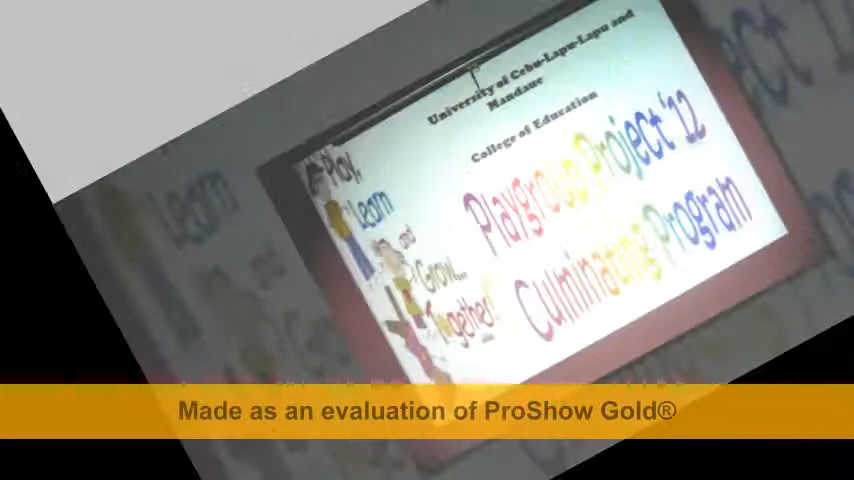 University of Cebu-Lapu-Lapu and
Mandaue
College of Education
Playgroup Project '12
Culminating Program
Play,
Learn
and
Grow...
Together!
Made as an evaluation of ProShow Gold®